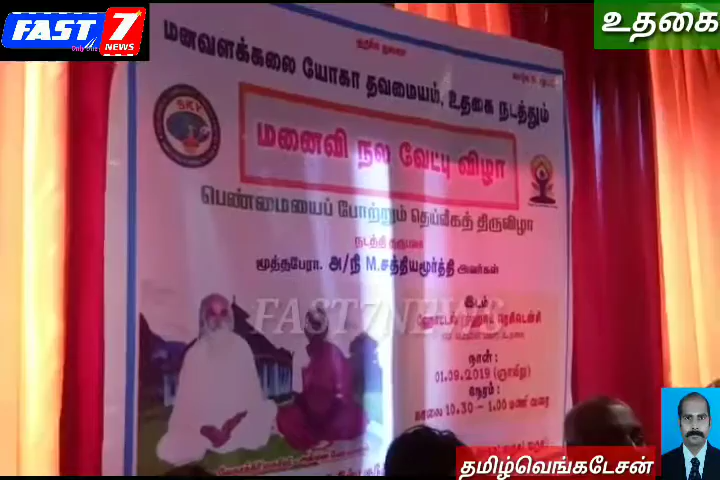 FAST 7
NEWS
உதகை
குருவே துணை
மனவளக்கலை யோகா தவமையம், உதகை நடத்தும்
SKY
மனைவி நல வேட்பு விழா
பெண்மையைப் போற்றும் தெய்வீகத் திருவிழா
நடத்தி தருபவர்
மூத்தபேரா. அ/நி M.சத்தியமூர்த்தி அவர்கள்
FAST7NEWS
இடம்
நாள் :
01.09.2019 (ஞாயிறு)
நேரம் :
காலை 10.30 - 1.00 மணி வரை
தமிழ்வெங்கடேசன்